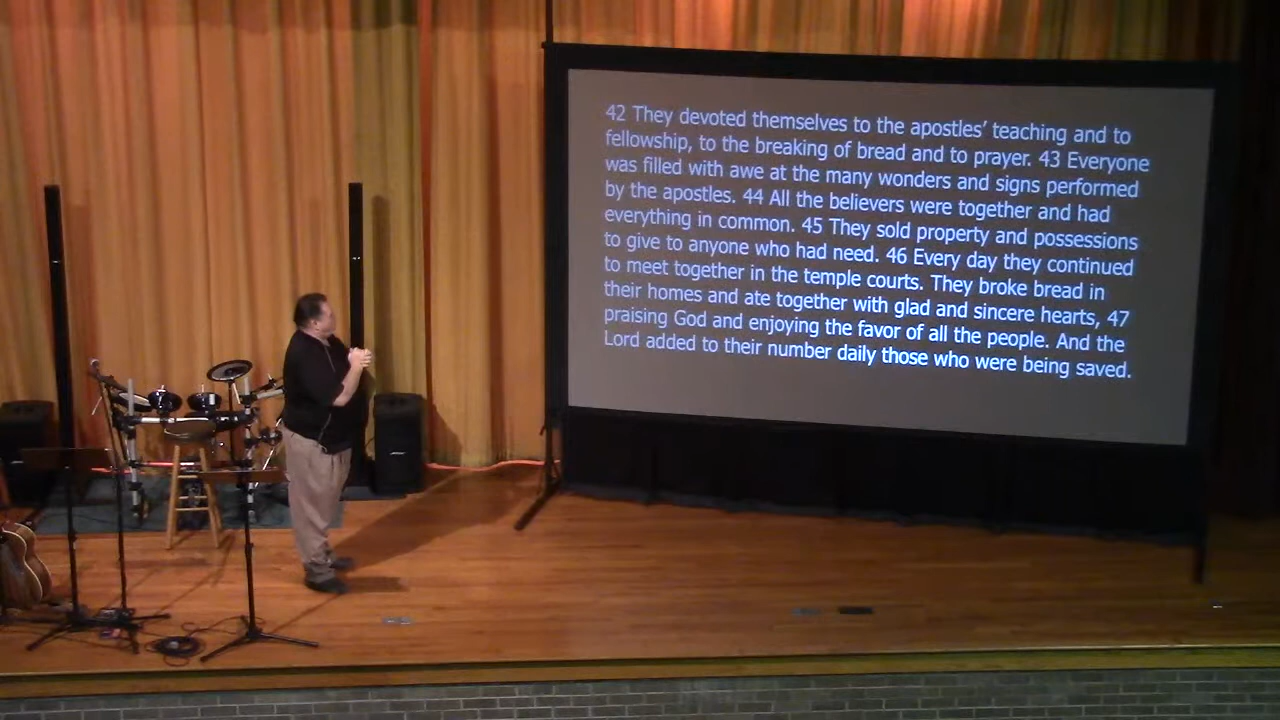 42 They devoted themselves to the apostles’ teaching and to
fellowship, to the breaking of bread and to prayer. 43 Everyone
was filled with awe at the many wonders and signs performed
by the apostles. 44 All the believers were together and had
everything in common. 45 They sold property and possessions
to give to anyone who had need. 46 Every day they continued
to meet together in the temple courts. They broke bread in
their homes and ate together with glad and sincere hearts, 47
praising God and enjoying the favor of all the people. And the
Lord added to their number daily those who were being saved.